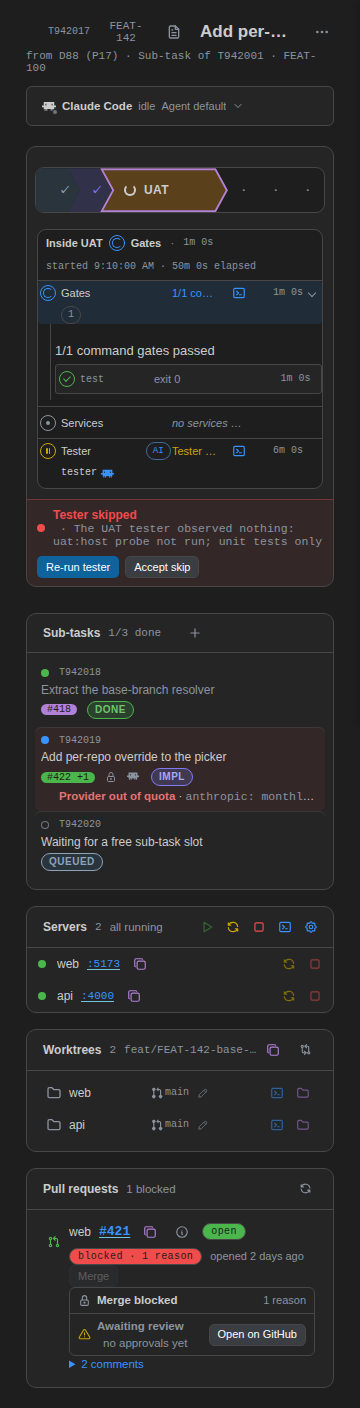 T942017 FEAT-142 Add per-…
from D88 (P17) · Sub-task of T942001 · FEAT-100
Claude Code idle Agent default
UAT
Inside UAT Gates · 1m 0s
started 9:10:00 AM · 50m 0s elapsed
Gates 1/1 co… 1m 0s
1
1/1 command gates passed
test exit 0 1m 0s
Services no services …
Tester AI Tester … 6m 0s
tester
Tester skipped
· The UAT tester observed nothing:
uat:host probe not run; unit tests only
Re-run tester Accept skip
Sub-tasks 1/3 done
T942018
Extract the base-branch resolver
#418 DONE
T942019
Add per-repo override to the picker
#422 +1 IMPL
Provider out of quota · anthropic: monthl…
T942020
Waiting for a free sub-task slot
QUEUED
Servers 2 all running
web :5173
api :4000
Worktrees 2 feat/FEAT-142-base-…
web main
api main
Pull requests 1 blocked
web #421 open
blocked · 1 reason opened 2 days ago
Merge
Merge blocked 1 reason
Awaiting review
no approvals yet
Open on GitHub
2 comments